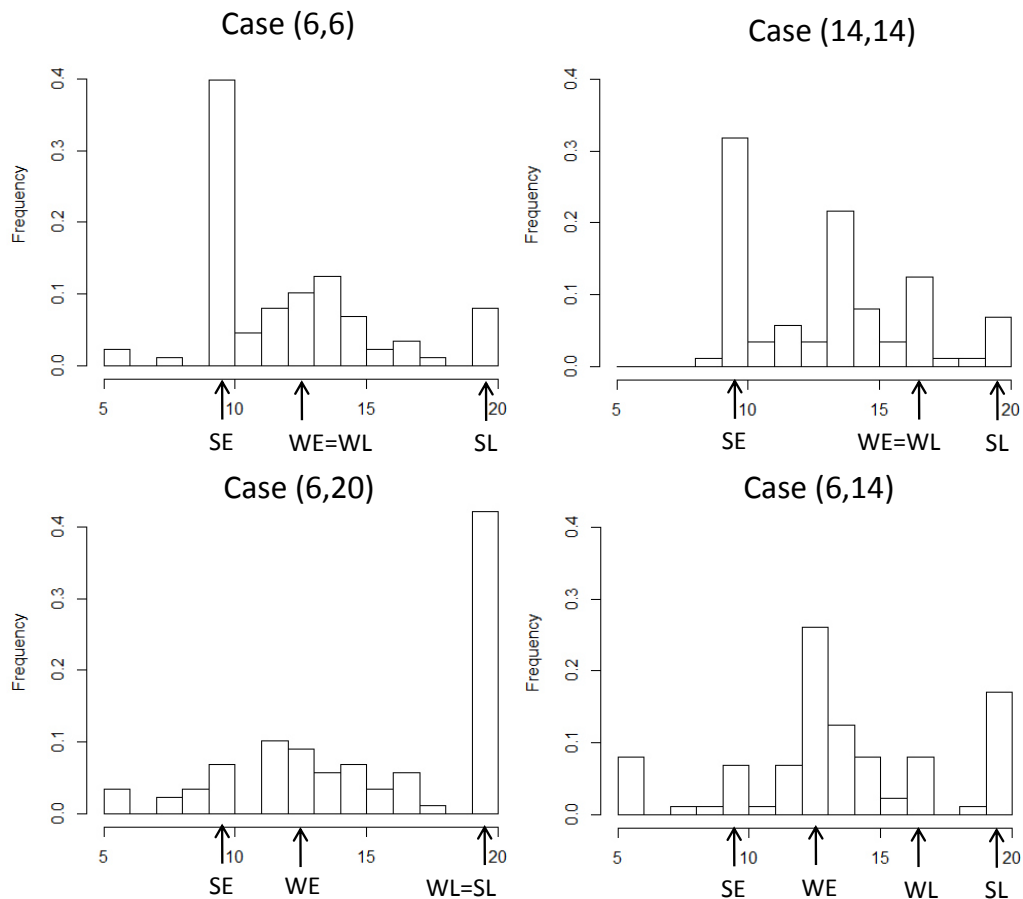 Case (6,6)
Frequency
0.0 0.1 0.2 0.3 0.4
5 10 15 20
SE WE=WL SL
Case (14,14)
Frequency
0.0 0.1 0.2 0.3 0.4
5 10 15 20
SE WE=WL SL
Case (6,20)
Frequency
0.0 0.1 0.2 0.3 0.4
5 10 15 20
SE WE WL=SL
Case (6,14)
Frequency
0.0 0.1 0.2 0.3 0.4
5 10 15 20
SE WE WL SL